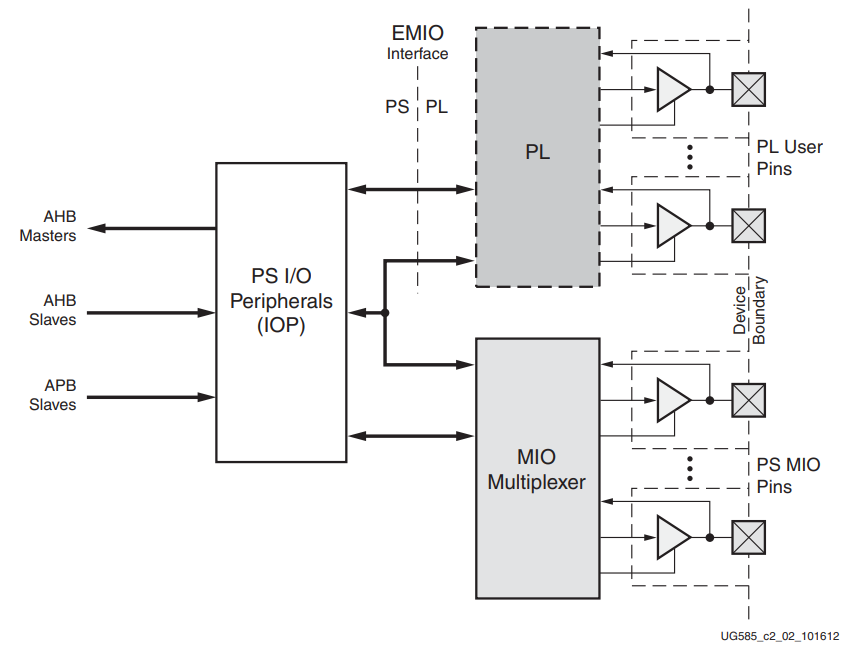 EMIO
Interface
PS
PL
PL
PL User
Pins
AHB
Masters
PS I/O
Peripherals
(IOP)
AHB
Slaves
Device
Boundary
APB
Slaves
MIO
Multiplexer
PS MIO
Pins
UG585_c2_02_101612